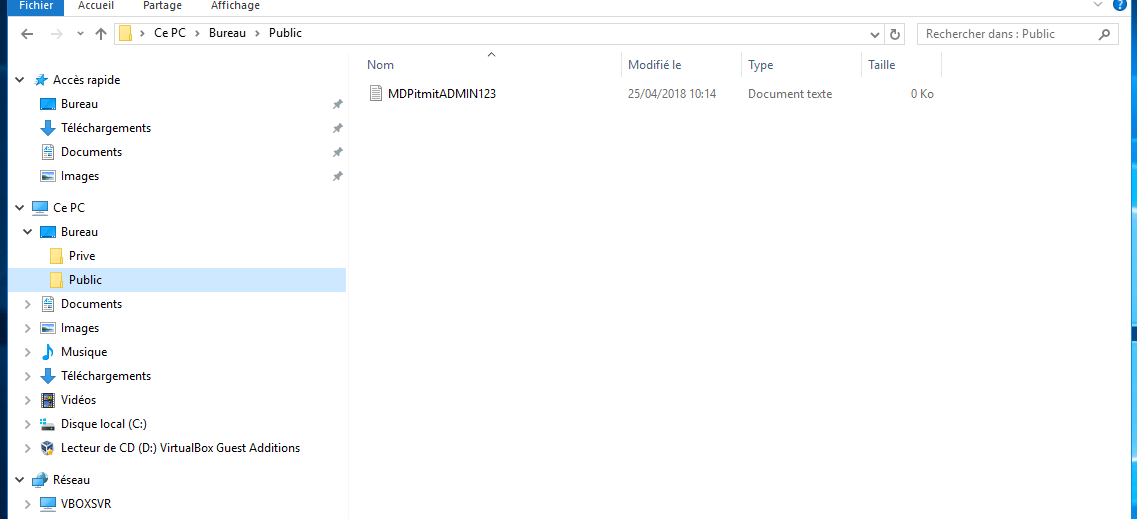 Fichier Accueil Partage Affichage
Ce PC Bureau Public
Rechercher dans : Public
Nom Modifié le Type Taille
MDPitmitADMIN123 25/04/2018 10:14 Document texte 0 Ko
Accès rapide
Bureau
Téléchargements
Documents
Images
Ce PC
Bureau
Prive
Public
Documents
Images
Musique
Téléchargements
Vidéos
Disque local (C:)
Lecteur de CD (D:) VirtualBox Guest Additions
Réseau
VBOXSVR